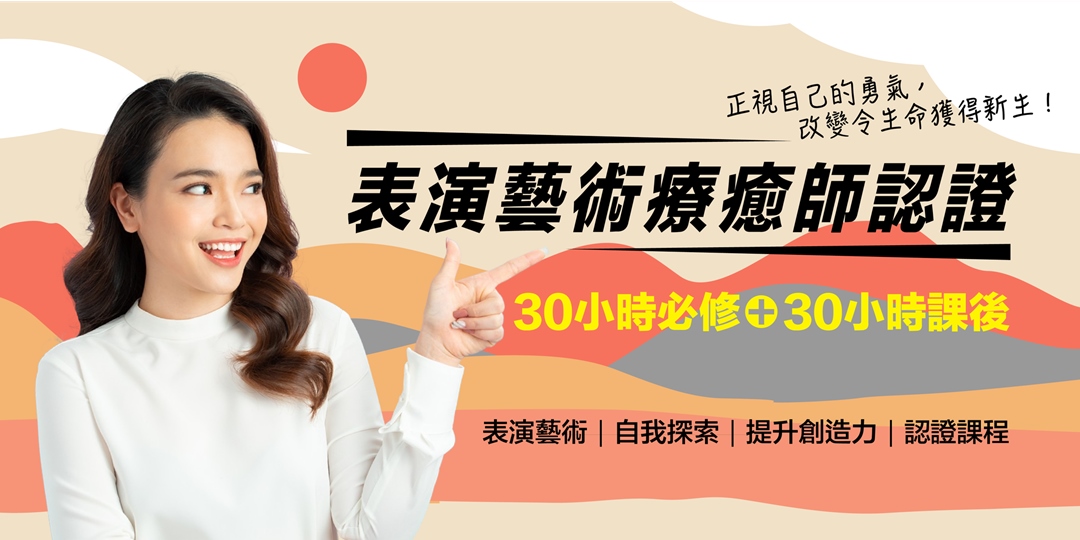 正視自己的勇氣，
改變令生命獲得新生！
表演藝術療癒師認證
30小時必修＋30小時課後
表演藝術｜自我探索｜提升創造力｜認證課程